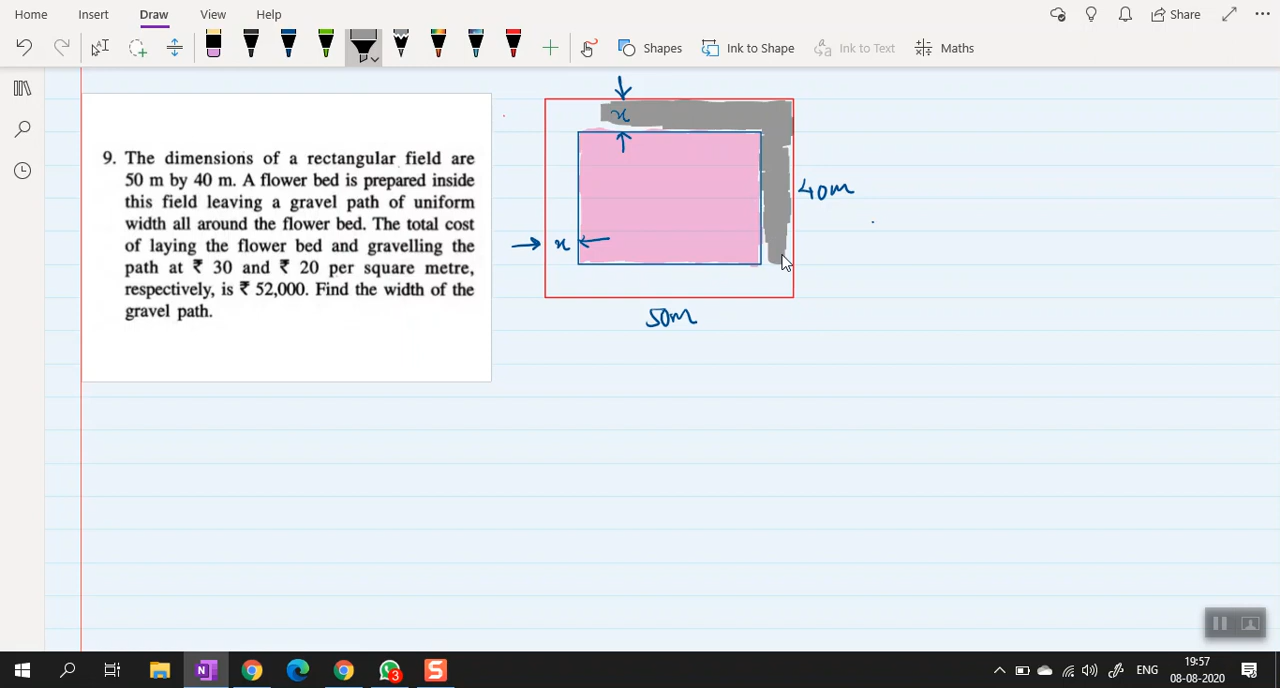 Home Insert Draw View Help Share
Shapes Ink to Shape Ink to Text Maths
9. The dimensions of a rectangular field are
50 m by 40 m. A flower bed is prepared inside
this field leaving a gravel path of uniform
width all around the flower bed. The total cost
of laying the flower bed and gravelling the
path at ₹ 30 and ₹ 20 per square metre,
respectively, is ₹ 52,000. Find the width of the
gravel path.
x
40m
x
50m
3
ENG
19:57
08-08-2020